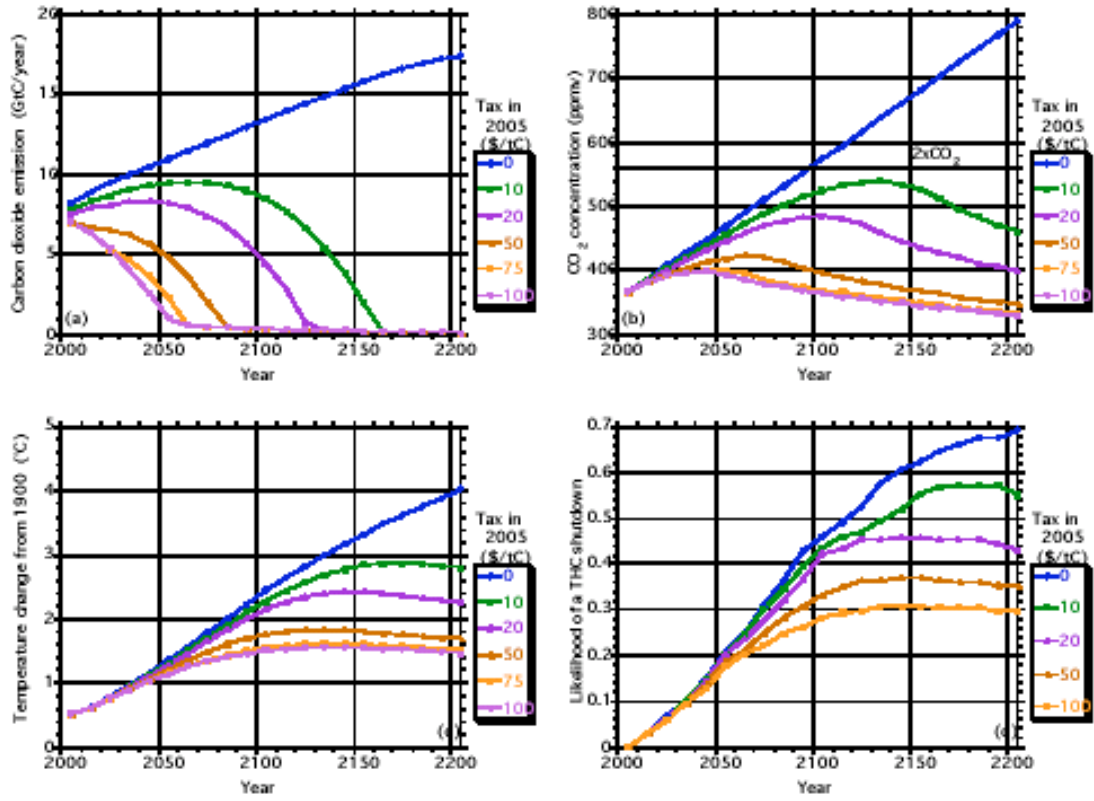 Carbon dioxide emission (GtC/year)
20
15
10
5
0
(a)
2000 2050 2100 2150 2200
Year
Tax in
2005
($/tC)
0
10
20
50
75
100
CO2 concentration (ppmv)
800
700
600
500
400
300
2xCO2
(b)
2000 2050 2100 2150 2200
Year
Tax in
2005
($/tC)
0
10
20
50
75
100
Temperature change from 1900 (°C)
5
4
3
2
1
0
(c)
2000 2050 2100 2150 2200
Year
Tax in
2005
($/tC)
0
10
20
50
75
100
Likelihood of a THC shutdown
0.7
0.6
0.5
0.4
0.3
0.2
0.1
0
(d)
2000 2050 2100 2150 2200
Year
Tax in
2005
($/tC)
0
10
20
50
100